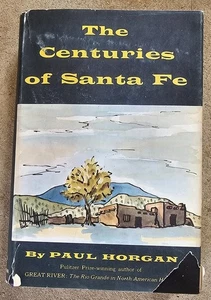 The
Centuries
of Santa Fe
By PAUL HORGAN
Pulitzer Prize-winning author of
GREAT RIVER: The Rio Grande in North American